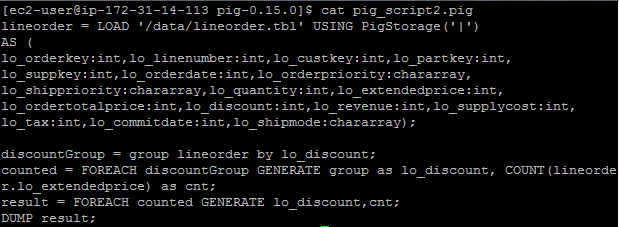 [ec2-user@ip-172-31-14-113 pig-0.15.0]$ cat pig_script2.pig
lineorder = LOAD '/data/lineorder.tbl' USING PigStorage('|')
AS (
lo_orderkey:int,lo_linenumber:int,lo_custkey:int,lo_partkey:int,
lo_suppkey:int,lo_orderdate:int,lo_orderpriority:chararray,
lo_shippriority:chararray,lo_quantity:int,lo_extendedprice:int,
lo_ordertotalprice:int,lo_discount:int,lo_revenue:int,lo_supplycost:int,
lo_tax:int,lo_commitdate:int,lo_shipmode:chararray);

discountGroup = group lineorder by lo_discount;
counted = FOREACH discountGroup GENERATE group as lo_discount, COUNT(lineorde
r.lo_extendedprice) as cnt;
result = FOREACH counted GENERATE lo_discount,cnt;
DUMP result;